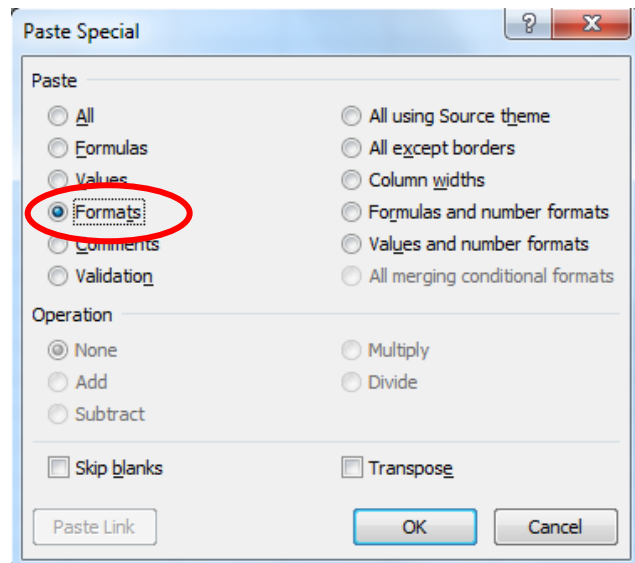 Paste Special
?
X
Paste
All
Formulas
Values
Formats
Comments
Validation
All using Source theme
All except borders
Column widths
Formulas and number formats
Values and number formats
All merging conditional formats
Operation
None
Add
Subtract
Multiply
Divide
Skip blanks
Transpose
Paste Link
OK
Cancel